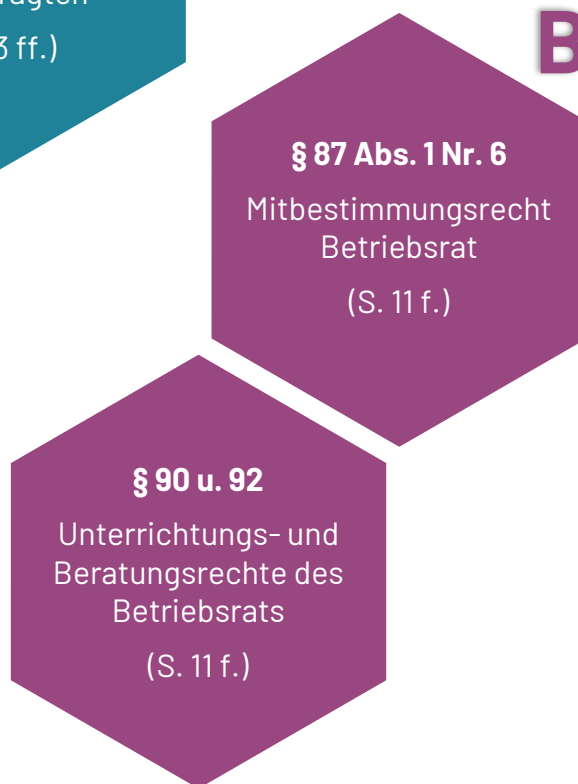 3 ff.)
B
§ 87 Abs. 1 Nr. 6
Mitbestimmungsrecht
Betriebsrat
(S. 11 f.)
§ 90 u. 92
Unterrichtungs- und
Beratungsrechte des
Betriebsrats
(S. 11 f.)